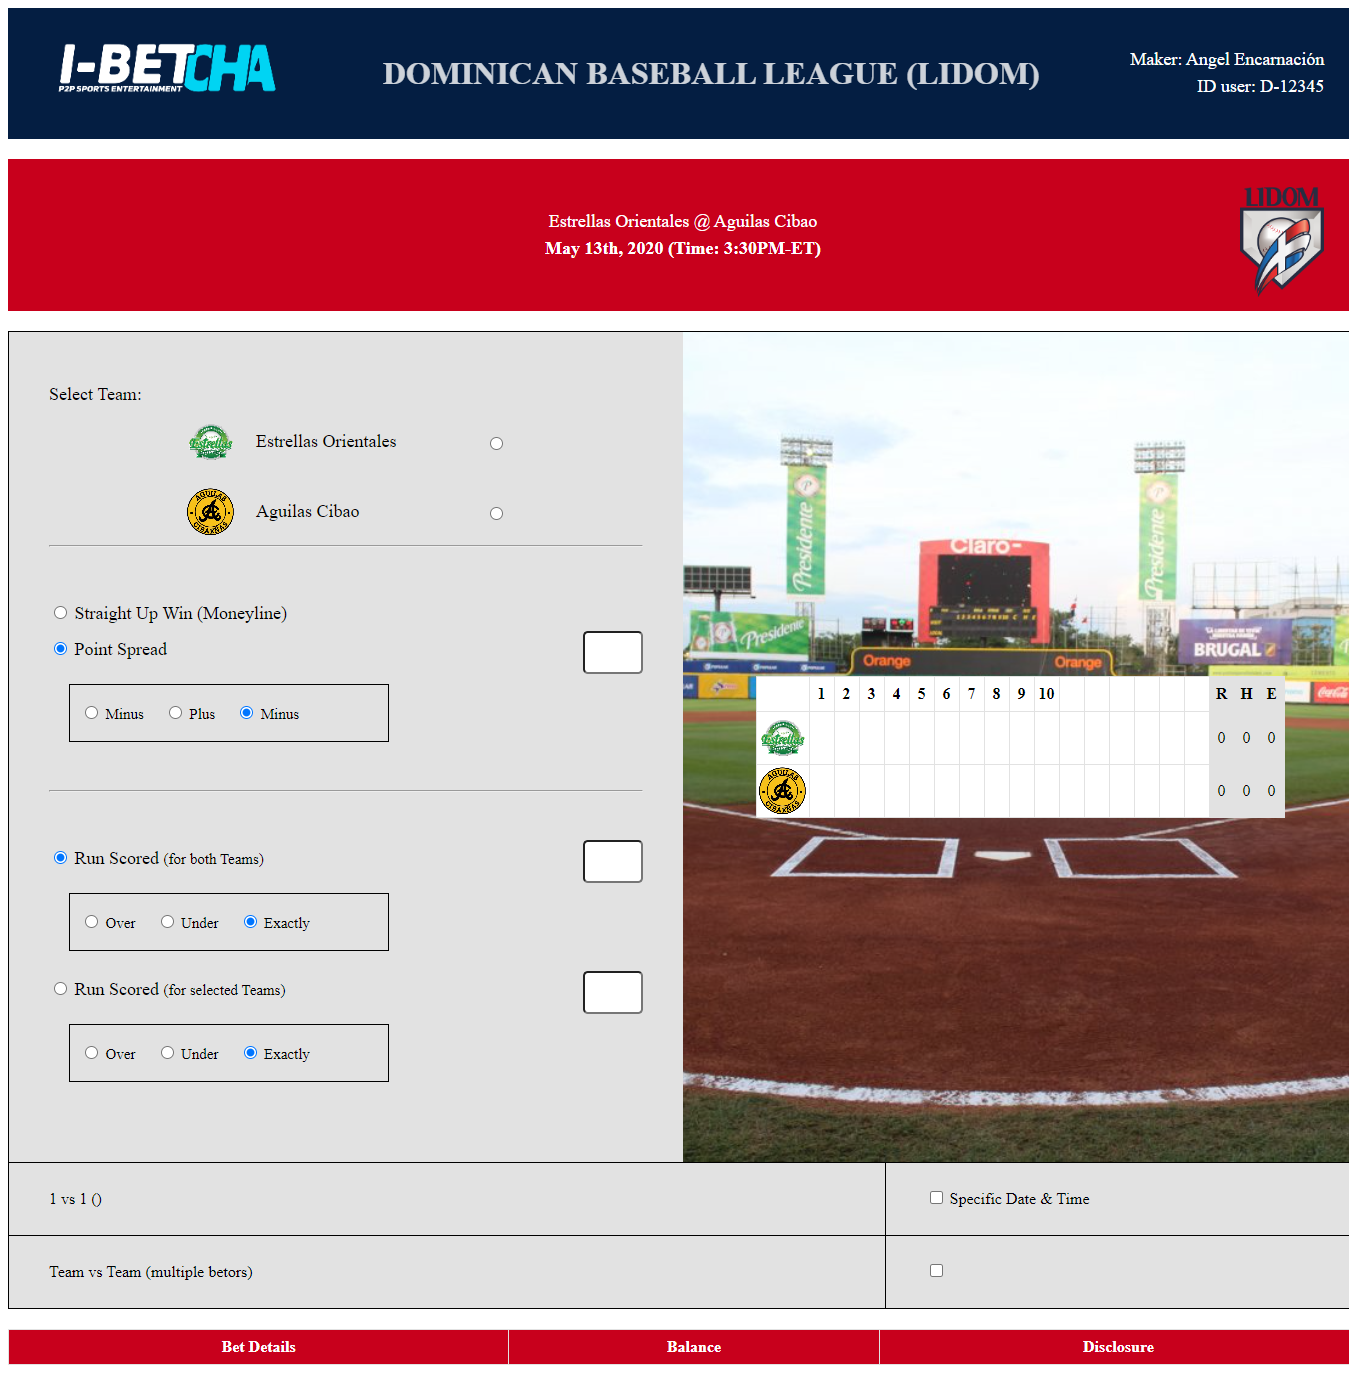 I-BETCHA
P2P SPORTS ENTERTAINMENT
DOMINICAN BASEBALL LEAGUE (LIDOM)
Maker: Angel Encarnación
ID user: D-12345
Estrellas Orientales @ Aguilas Cibao
May 13th, 2020 (Time: 3:30PM-ET)
LIDOM
Select Team:
Estrellas
Estrellas Orientales
AGUILAS
CIBAEÑAS
Aguilas Cibao
Straight Up Win (Moneyline)
Point Spread
Minus Plus Minus
Run Scored (for both Teams)
Over Under Exactly
Run Scored (for selected Teams)
Over Under Exactly
Presidente
Presidente
Claro-
Presidente
Orange
Orange
BRUGAL
Coca-Cola
1 2 3 4 5 6 7 8 9 10 R H E
Estrellas
0 0 0
AGUILAS
CIBAEÑAS
0 0 0
1 vs 1 ()
Specific Date & Time
Team vs Team (multiple betors)
Bet Details
Balance
Disclosure